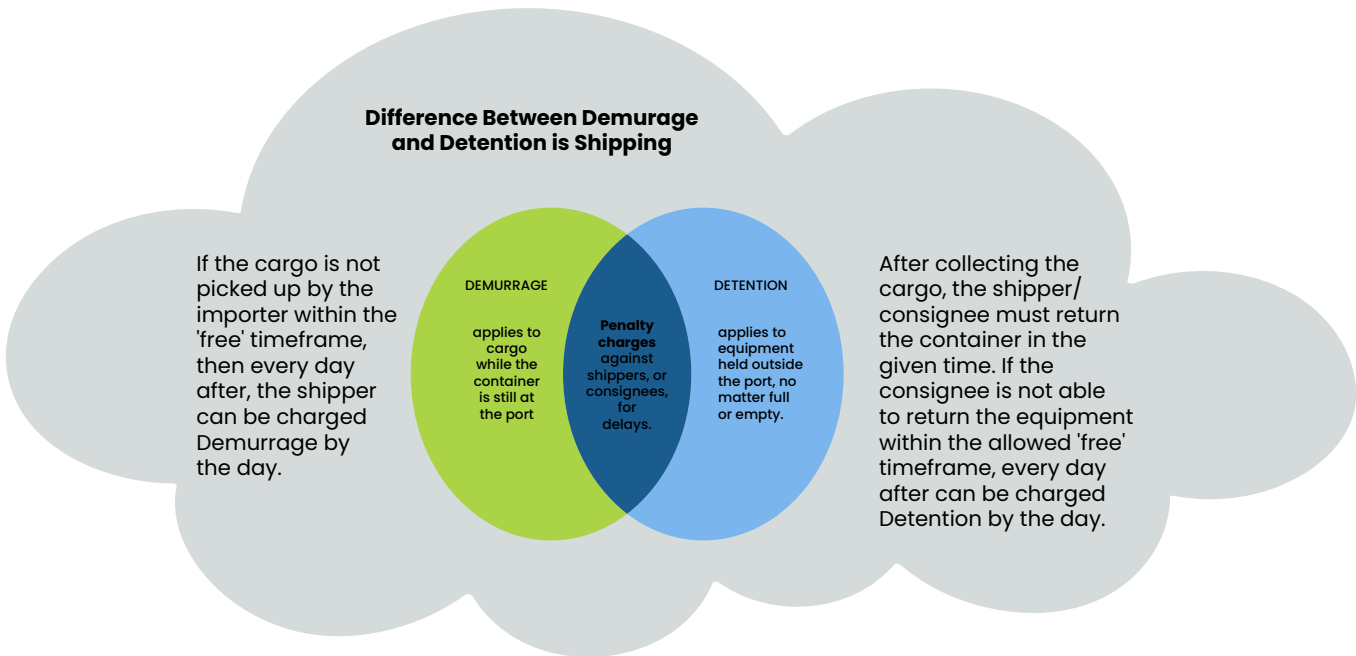 Difference Between Demurage
and Detention is Shipping
If the cargo is not
picked up by the
importer within the
'free' timeframe,
then every day
after, the shipper
can be charged
Demurrage by
the day.
DEMURRAGE
applies to
cargo
while the
container
is still at
the port
Penalty
charges
against
shippers, or
consignees,
for
delays.
DETENTION
applies to
equipment
held outside
the port, no
matter full
or empty.
After collecting the
cargo, the shipper/
consignee must return
the container in the
given time. If the
consignee is not able
to return the equipment
within the allowed 'free'
timeframe, every day
after can be charged
Detention by the day.